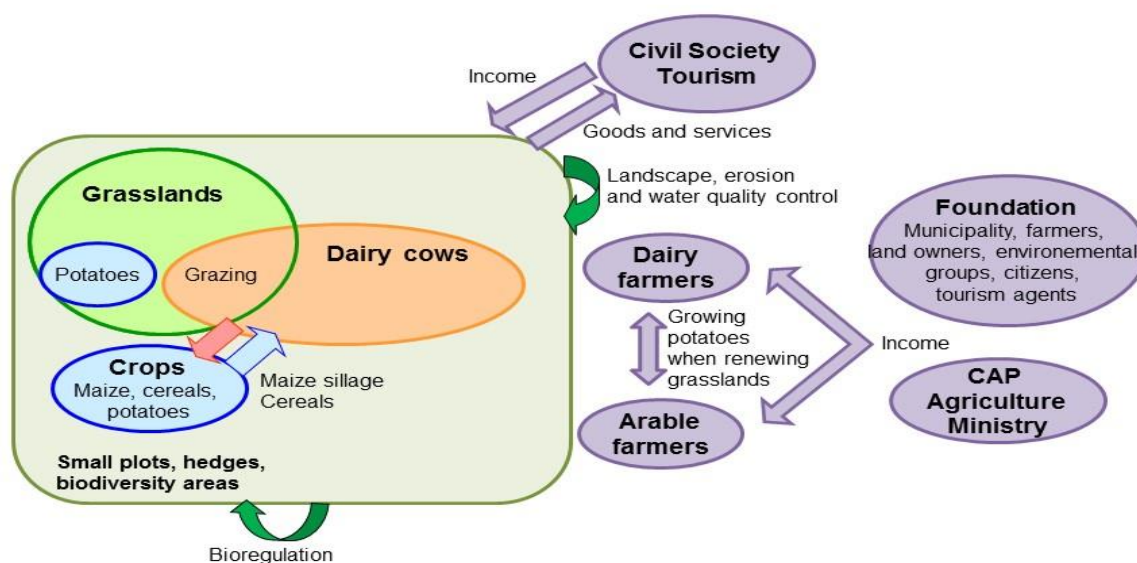 Civil Society
Tourism
Income
Goods and services
Landscape, erosion
and water quality control
Grasslands
Potatoes
Grazing
Dairy cows
Crops
Maize, cereals,
potatoes
Maize sillage
Cereals
Small plots, hedges,
biodiversity areas
Bioregulation
Dairy
farmers
Growing
potatoes
when renewing
grasslands
Arable
farmers
Income
Foundation
Municipality, farmers,
land owners, environemental
groups, citizens,
tourism agents
CAP
Agriculture
Ministry